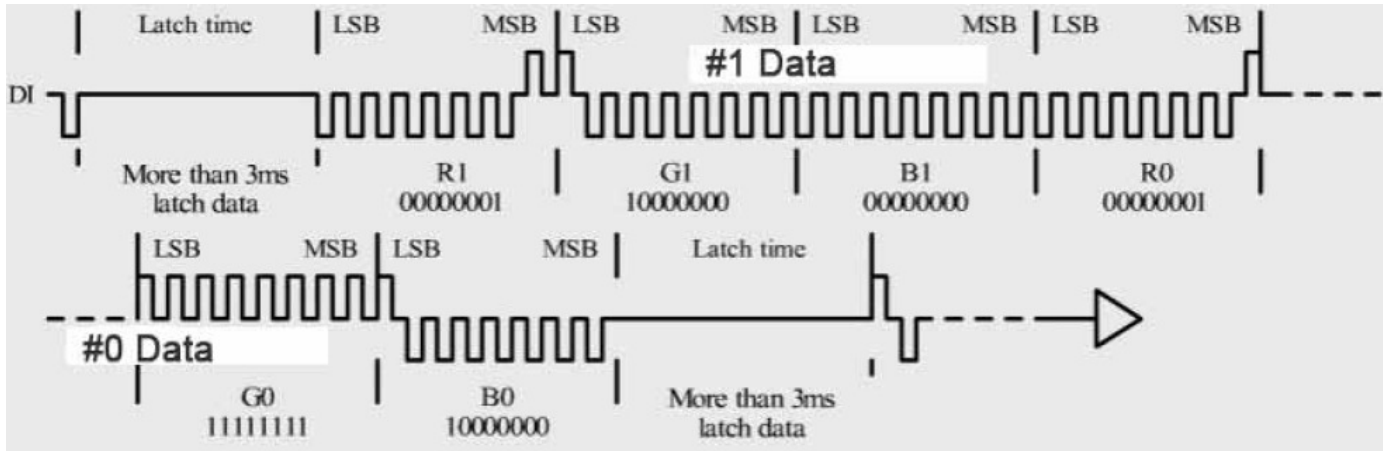 Latch time LSB MSB LSB MSB LSB MSB LSB MSB
#1 Data
DI
More than 3ms
latch data
R1
00000001
G1
10000000
B1
00000000
R0
00000001
LSB MSB LSB MSB Latch time
#0 Data
G0
11111111
B0
10000000
More than 3ms
latch data